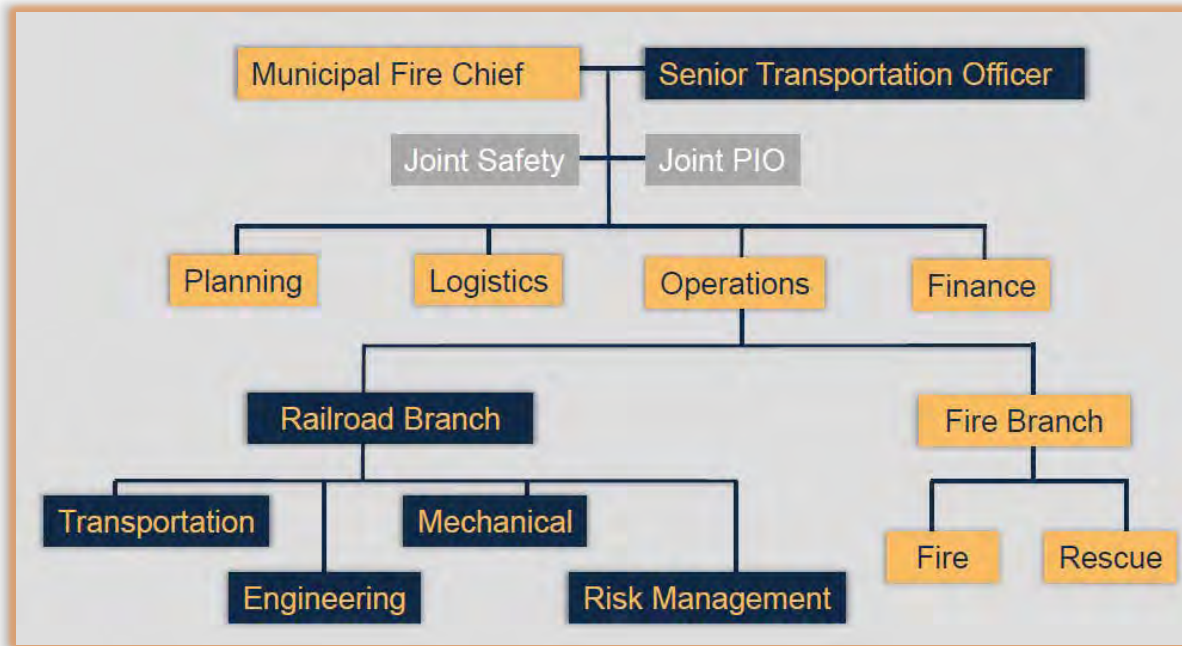 Municipal Fire Chief
Senior Transportation Officer
Joint Safety
Joint PIO
Planning
Logistics
Operations
Finance
Railroad Branch
Fire Branch
Transportation
Mechanical
Engineering
Risk Management
Fire
Rescue